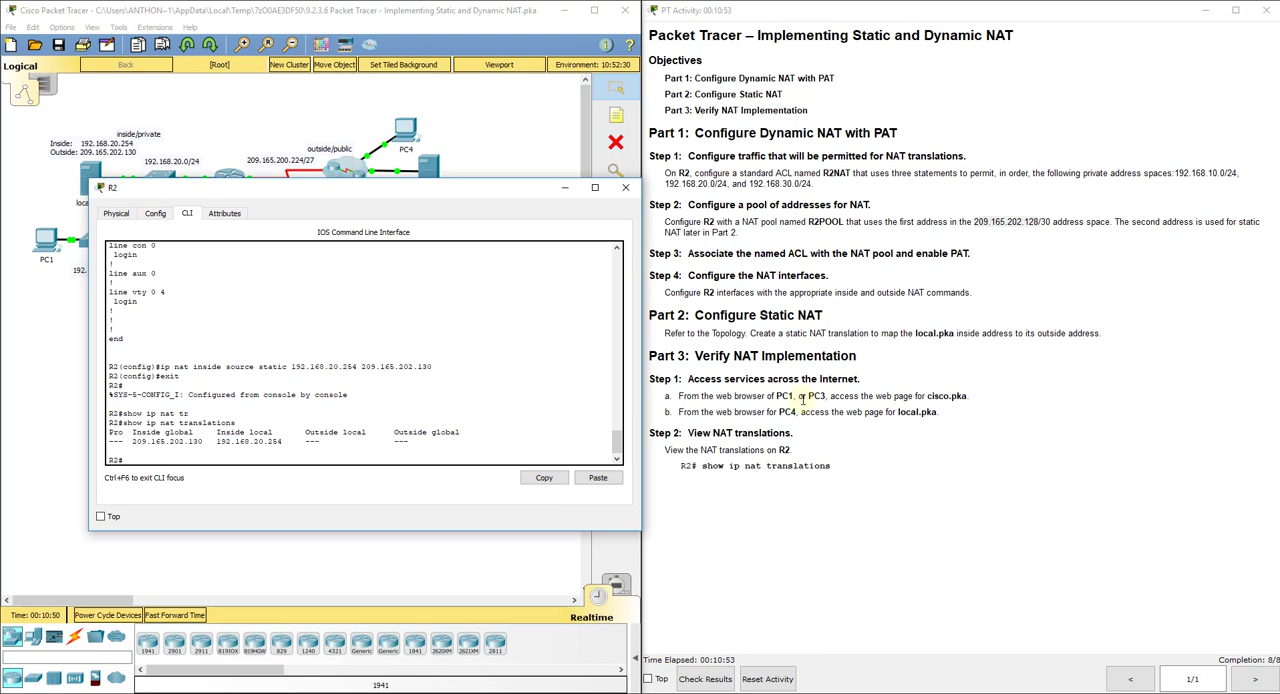 Cisco Packet Tracer - C:\Users\ANTHON~1\AppData\Local\Temp\7zO0AE3DF50\9.2.3.6 Packet Tracer - Implementing Static and Dynamic NAT.pka
File Edit Options View Tools Extensions Help
Logical
Back
[Root]
New Cluster
Move Object
Set Tiled Background
Viewport
Environment: 10:52:30
inside/private
Inside: 192.168.20.254
Outside: 209.165.202.130
192.168.20.0/24
209.165.200.224/27
outside/public
PC4
PC1
192.
R2
Physical Config CLI Attributes
IOS Command Line Interface
line con 0
login
!
line aux 0
!
line vty 0 4
login
!
!
!
end
R2(config)#ip nat inside source static 192.168.20.254 209.165.202.130
R2(config)#exit
R2#
%SYS-5-CONFIG_I: Configured from console by console
R2#show ip nat tr
R2#show ip nat translations
Pro Inside global Inside local Outside local Outside global
--- 209.165.202.130 192.168.20.254 --- ---
R2#
Ctrl+F6 to exit CLI focus
Copy
Paste
Top
Time: 00:10:50
Power Cycle Devices
Fast Forward Time
Realtime
1941 2901 2911 819IOX 819HGW 829 1240 4321 Generic Generic 1841 2620XM 2621XM 2811
1941
PT Activity: 00:10:53
Packet Tracer – Implementing Static and Dynamic NAT
Objectives
Part 1: Configure Dynamic NAT with PAT
Part 2: Configure Static NAT
Part 3: Verify NAT Implementation
Part 1: Configure Dynamic NAT with PAT
Step 1: Configure traffic that will be permitted for NAT translations.
On R2, configure a standard ACL named R2NAT that uses three statements to permit, in order, the following private address spaces:192.168.10.0/24,
192.168.20.0/24, and 192.168.30.0/24.
Step 2: Configure a pool of addresses for NAT.
Configure R2 with a NAT pool named R2POOL that uses the first address in the 209.165.202.128/30 address space. The second address is used for static
NAT later in Part 2.
Step 3: Associate the named ACL with the NAT pool and enable PAT.
Step 4: Configure the NAT interfaces.
Configure R2 interfaces with the appropriate inside and outside NAT commands.
Part 2: Configure Static NAT
Refer to the Topology. Create a static NAT translation to map the local.pka inside address to its outside address.
Part 3: Verify NAT Implementation
Step 1: Access services across the Internet.
a. From the web browser of PC1, or PC3, access the web page for cisco.pka.
b. From the web browser for PC4, access the web page for local.pka.
Step 2: View NAT translations.
View the NAT translations on R2.
R2# show ip nat translations
Time Elapsed: 00:10:53
Completion: 8/8
Top
Check Results
Reset Activity
<
1/1
>